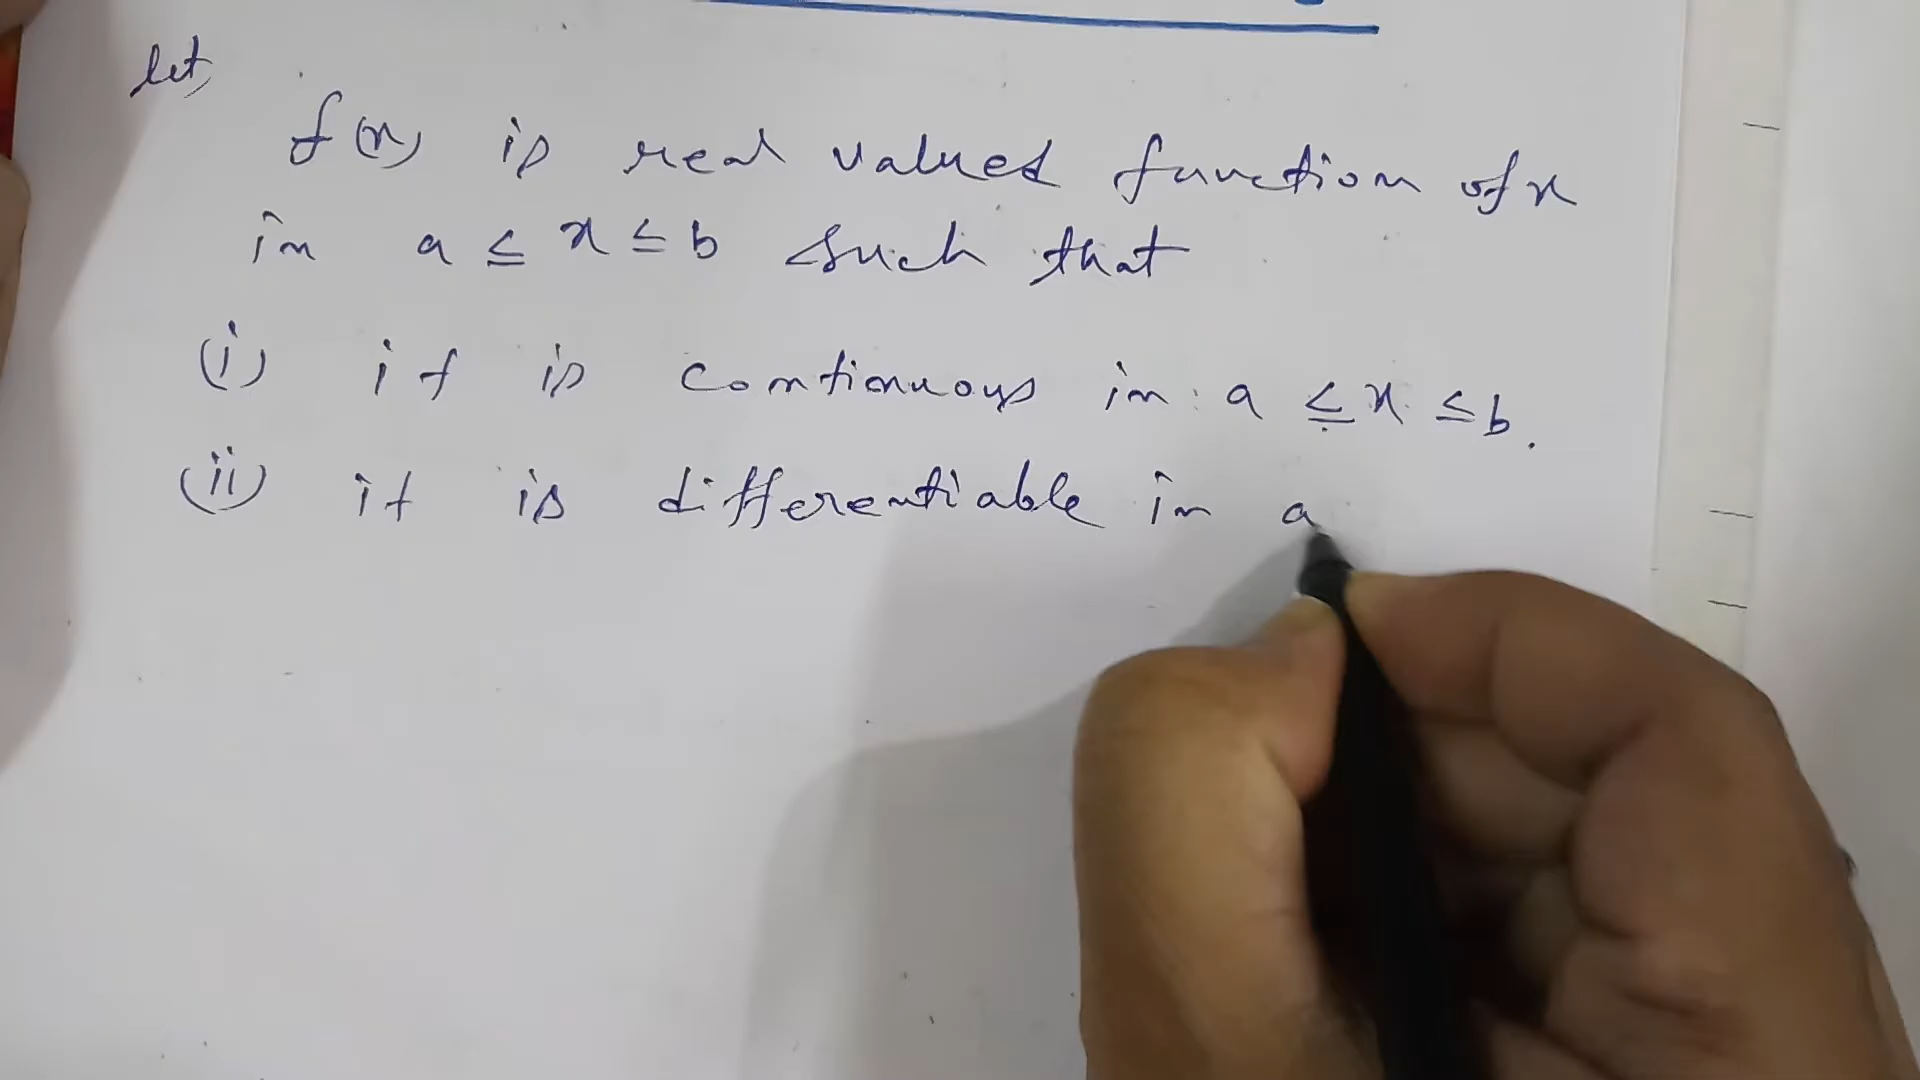 let,
f(x) is real valued function of x
in a ≤ x ≤ b such that
(i) it is continuous in a ≤ x ≤ b.
(ii) it is differentiable in a